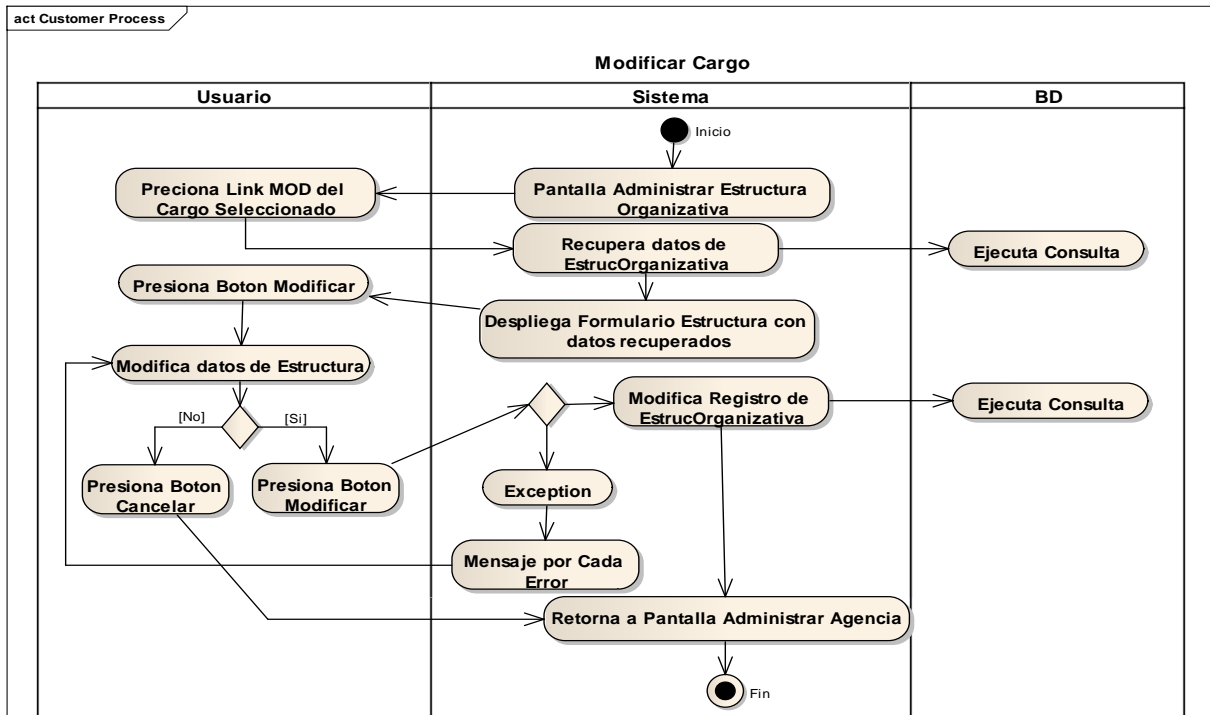 act Customer Process
Modificar Cargo
Usuario
Sistema
BD
Inicio
Preciona Link MOD del
Cargo Seleccionado
Pantalla Administrar Estructura
Organizativa
Recupera datos de
EstrucOrganizativa
Ejecuta Consulta
Presiona Boton Modificar
Despliega Formulario Estructura con
datos recuperados
Modifica datos de Estructura
Modifica Registro de
EstrucOrganizativa
Ejecuta Consulta
[No]
[Si]
Presiona Boton
Cancelar
Presiona Boton
Modificar
Exception
Mensaje por Cada
Error
Retorna a Pantalla Administrar Agencia
Fin